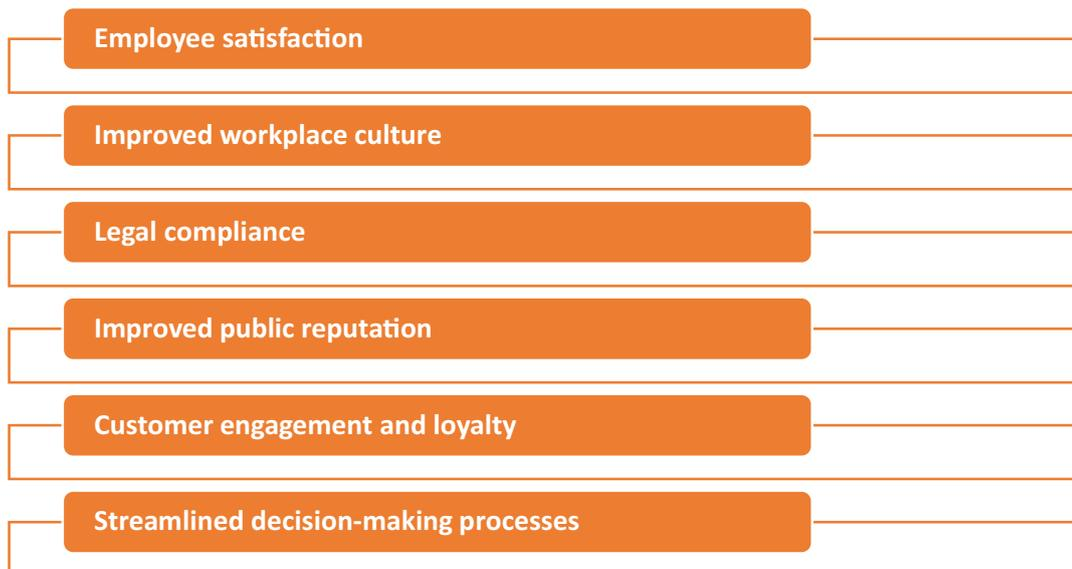 Employee satisfaction
Improved workplace culture
Legal compliance
Improved public reputation
Customer engagement and loyalty
Streamlined decision-making processes